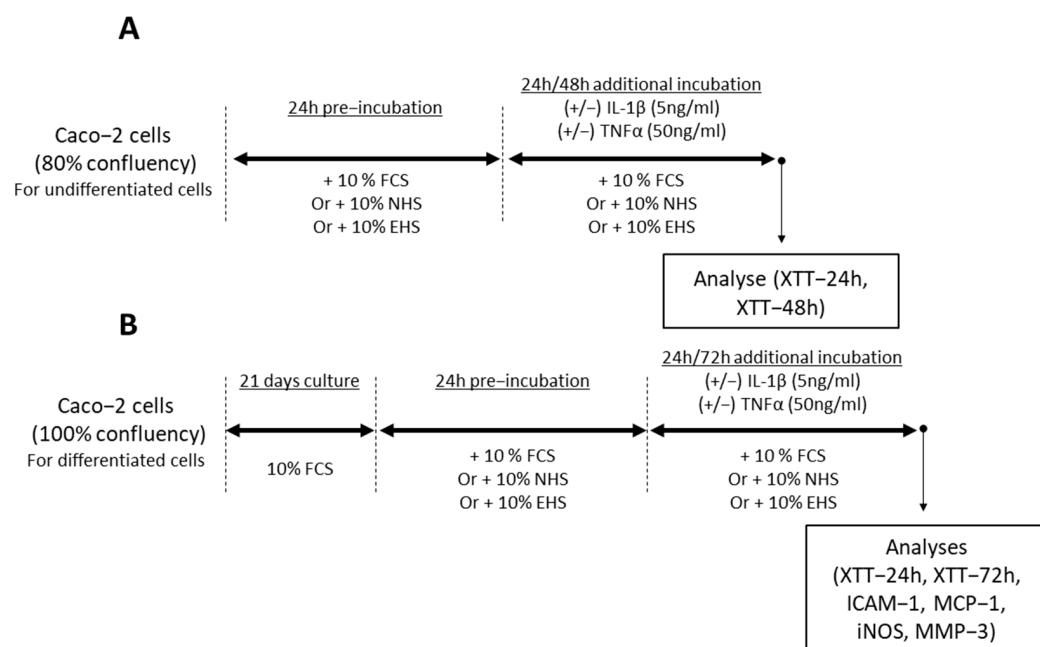 A
24h pre−incubation
24h/48h additional incubation
(+/−) IL-1β (5ng/ml)
(+/−) TNFα (50ng/ml)
Caco−2 cells
(80% confluency)
For undifferentiated cells
+ 10 % FCS
Or + 10% NHS
Or + 10% EHS
+ 10 % FCS
Or + 10% NHS
Or + 10% EHS
Analyse (XTT−24h,
XTT−48h)
B
21 days culture
24h pre−incubation
24h/72h additional incubation
(+/−) IL-1β (5ng/ml)
(+/−) TNFα (50ng/ml)
Caco−2 cells
(100% confluency)
For differentiated cells
10% FCS
+ 10 % FCS
Or + 10% NHS
Or + 10% EHS
+ 10 % FCS
Or + 10% NHS
Or + 10% EHS
Analyses
(XTT−24h, XTT−72h,
ICAM−1, MCP−1,
iNOS, MMP−3)